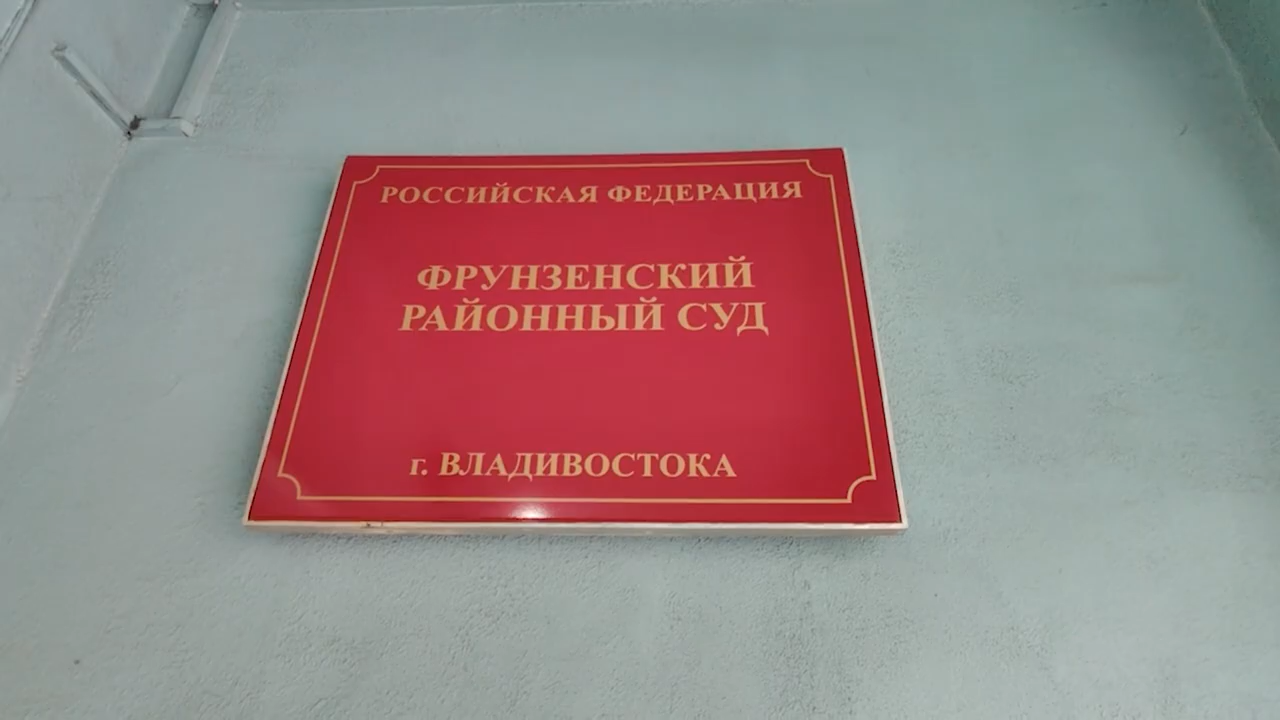 РОССИЙСКАЯ ФЕДЕРАЦИЯ
ФРУНЗЕНСКИЙ
РАЙОННЫЙ СУД
г. ВЛАДИВОСТОКА